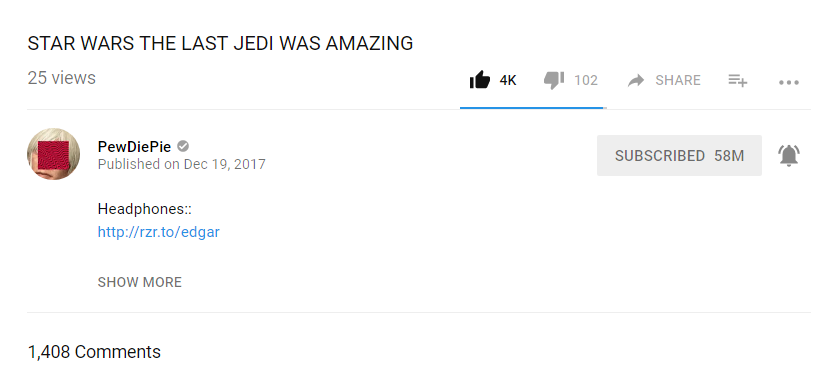 STAR WARS THE LAST JEDI WAS AMAZING
25 views
4K 102 SHARE
PewDiePie
Published on Dec 19, 2017
SUBSCRIBED 58M
Headphones::
http://rzr.to/edgar
SHOW MORE
1,408 Comments